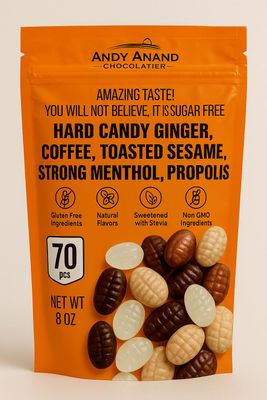 ANDY ANAND
CHOCOLATIER
AMAZING TASTE!
YOU WILL NOT BELIEVE, IT IS SUGAR FREE
HARD CANDY GINGER,
COFFEE, TOASTED SESAME,
STRONG MENTHOL, PROPOLIS
Gluten Free
Ingredients
Natural
Flavors
Sweetened
with Stevia
Non GMO
Ingredients
70
pcs
NET WT
8 OZ